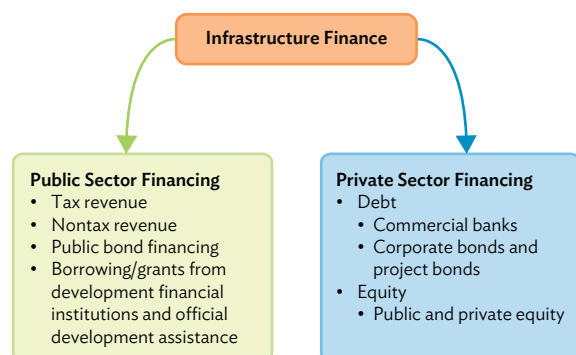 Infrastructure Finance
Public Sector Financing
• Tax revenue
• Nontax revenue
• Public bond financing
• Borrowing/grants from
development financial
institutions and official
development assistance
Private Sector Financing
• Debt
• Commercial banks
• Corporate bonds and
project bonds
• Equity
• Public and private equity